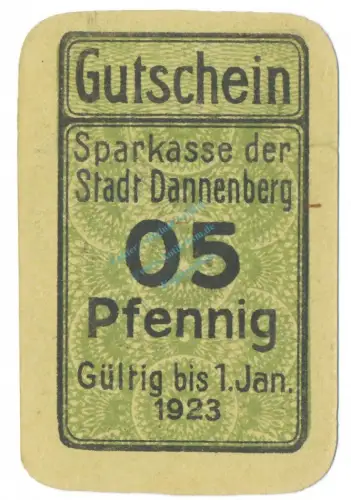 Gutschein
Sparkasse der
Stadt Dannenberg
05
Pfennig
Gültig bis 1. Jan.
1923